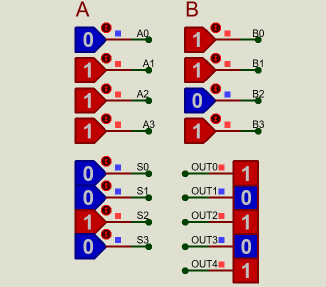 A B
0 A0 1 B0
1 A1 1 B1
1 A2 0 B2
1 A3 1 B3
0 S0 OUT0 1
0 S1 OUT1 0
1 S2 OUT2 1
0 S3 OUT3 0
OUT4 1